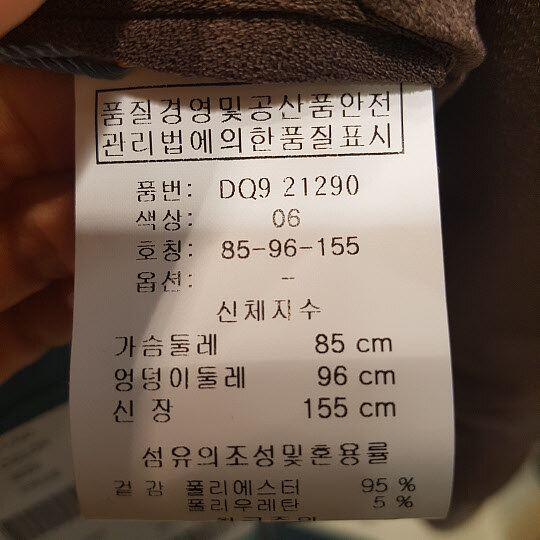 품질경영및공산품안전
관리법에의한품질표시
품번: DQ9 21290
색상: 06
호칭: 85-96-155
옵션: -
신체지수
가슴둘레 85 cm
엉덩이둘레 96 cm
신 장 155 cm
섬유의조성및혼용률
겉 감 폴리에스터 95 %
폴리우레탄 5 %